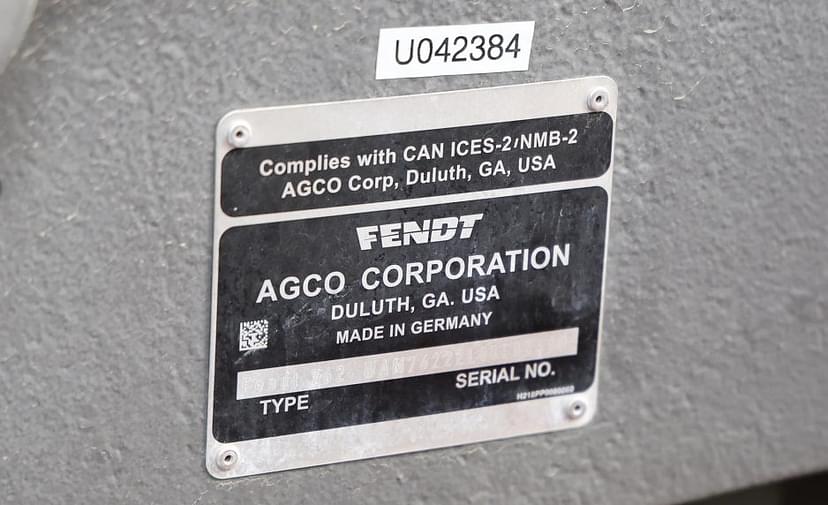 U042384
Complies with CAN ICES-2/NMB-2
AGCO Corp, Duluth, GA, USA
FENDT
AGCO CORPORATION
DULUTH, GA. USA
MADE IN GERMANY
TYPE
SERIAL NO.